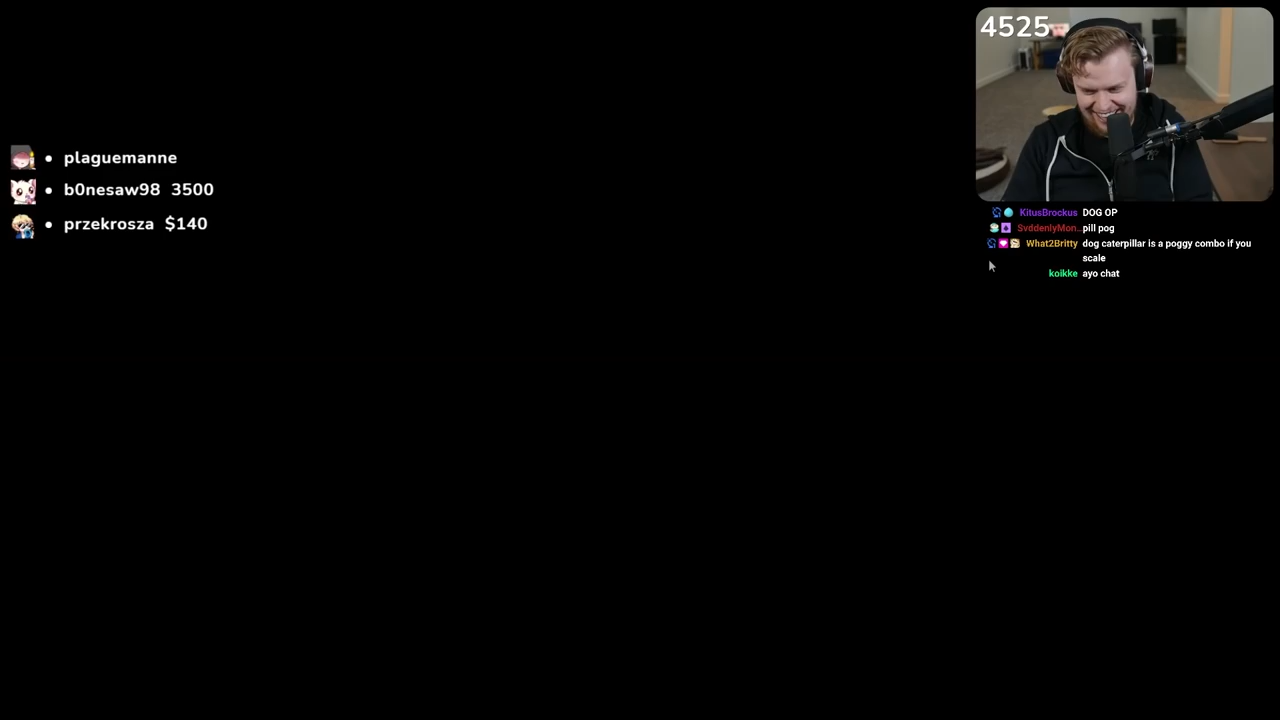 4525
plaguemanne
b0nesaw98 3500
przekrosza $140
KitusBrockus DOG OP
SvddenlyMon.. pill pog
What2Britty dog caterpillar is a poggy combo if you
scale
koikke ayo chat